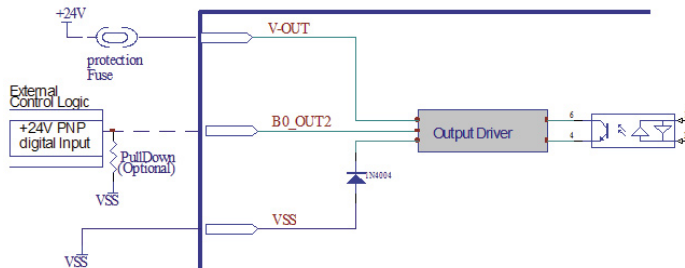 +24V
V-OUT
protection
Fuse
External
Control Logic
+24V PNP
digital Input
B0_OUT2
Output Driver
6
4
PullDown
(Optional)
1N4004
VSS
VSS
VSS